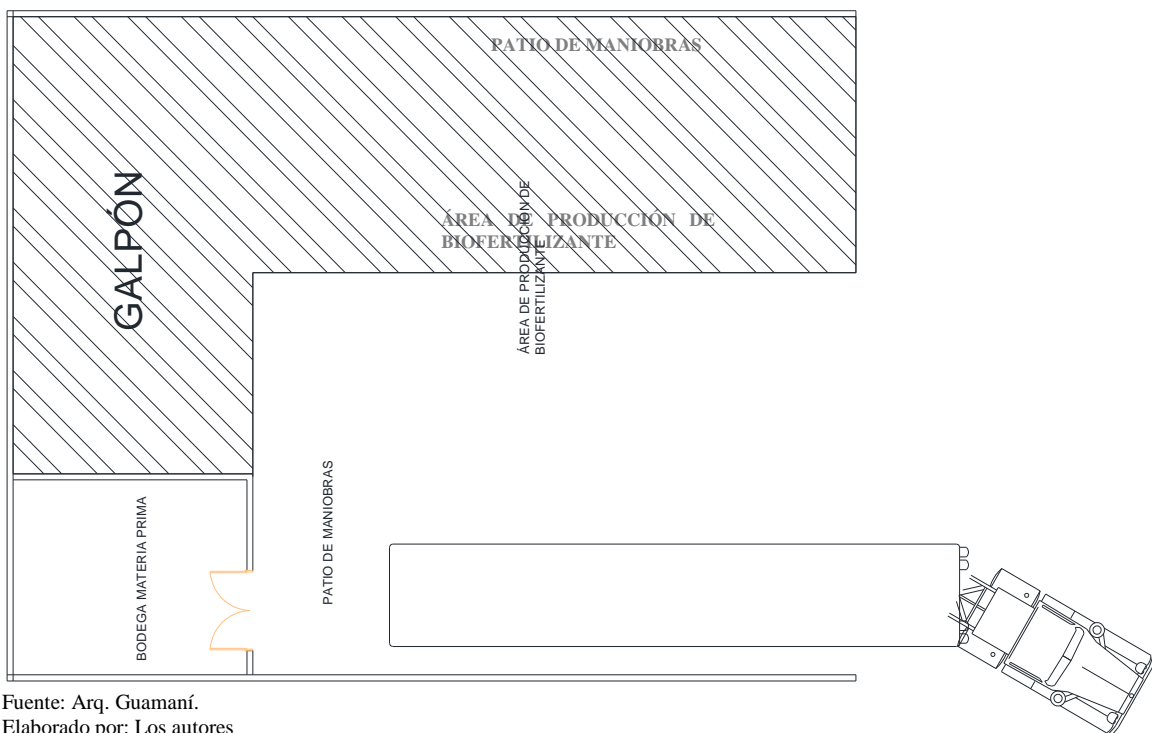 PATIO DE MANIOBRAS
GALPÓN
ÁREA DE PRODUCCIÓN DE
BIOFERTILIZANTE
ÁREA DE PRODUCCIÓN DE
BIOFERTILIZANTE
PATIO DE MANIOBRAS
BODEGA MATERIA PRIMA
Fuente: Arq. Guamaní.
Elaborado por: Los autores